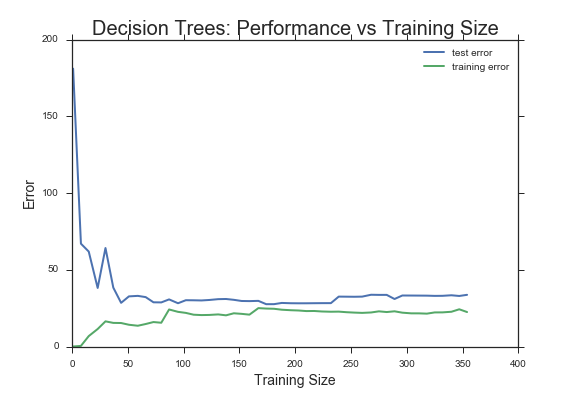 Decision Trees: Performance vs Training Size
200
150
100
50
0
Error
test error
training error
0 50 100 150 200 250 300 350 400
Training Size